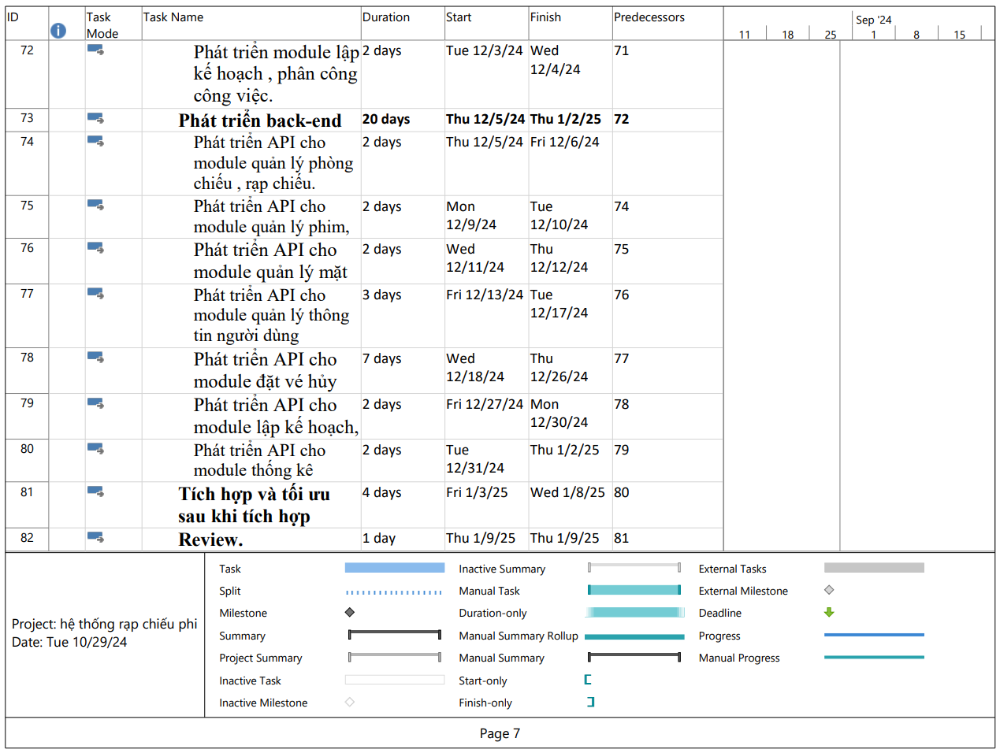 ID Task Task Name Duration Start Finish Predecessors Sep '24
Mode 11 18 25 1 8 15
72 Phát triển module lập 2 days Tue 12/3/24 Wed 71
kế hoạch , phân công 12/4/24
công việc.
73 Phát triển back-end 20 days Thu 12/5/24 Thu 1/2/25 72
74 Phát triển API cho 2 days Thu 12/5/24 Fri 12/6/24
module quản lý phòng
chiếu , rạp chiếu.
75 Phát triển API cho 2 days Mon Tue 74
module quản lý phim, 12/9/24 12/10/24
76 Phát triển API cho 2 days Wed Thu 75
module quản lý mặt 12/11/24 12/12/24
77 Phát triển API cho 3 days Fri 12/13/24 Tue 76
module quản lý thông 12/17/24
tin người dùng
78 Phát triển API cho 7 days Wed Thu 77
module đặt vé hủy 12/18/24 12/26/24
79 Phát triển API cho 2 days Fri 12/27/24 Mon 78
module lập kế hoạch, 12/30/24
80 Phát triển API cho 2 days Tue Thu 1/2/25 79
module thống kê 12/31/24
81 Tích hợp và tối ưu 4 days Fri 1/3/25 Wed 1/8/25 80
sau khi tích hợp
82 Review. 1 day Thu 1/9/25 Thu 1/9/25 81
Project: hệ thống rạp chiếu phi
Date: Tue 10/29/24
Task Inactive Summary External Tasks
Split Manual Task External Milestone
Milestone Duration-only Deadline
Summary Manual Summary Rollup Progress
Project Summary Manual Summary Manual Progress
Inactive Task Start-only
Inactive Milestone Finish-only
Page 7